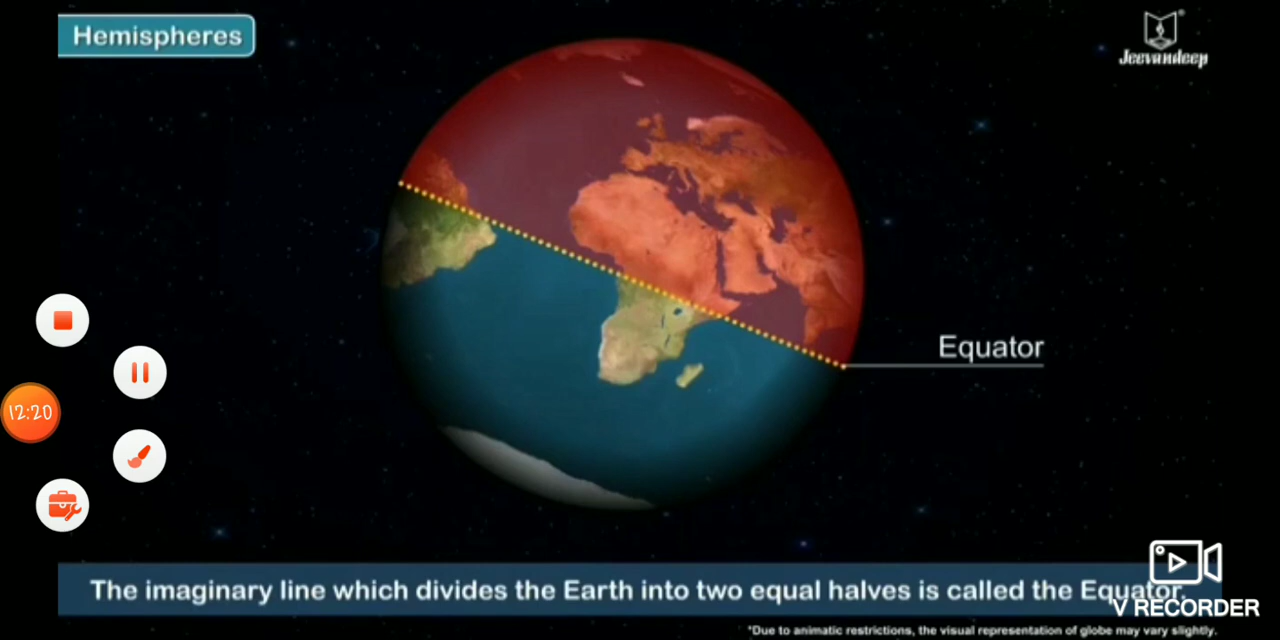 Hemispheres
Jeevandeep
Equator
12:20
The imaginary line which divides the Earth into two equal halves is called the Equator.
V RECORDER
*Due to animatic restrictions, the visual representation of globe may vary slightly.